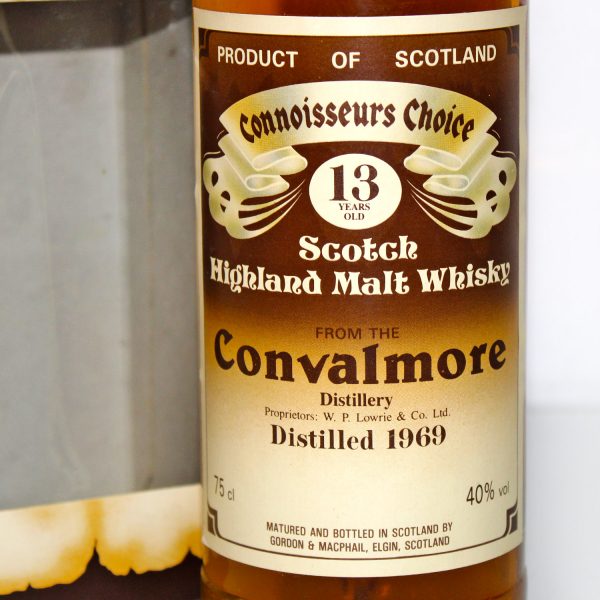 PRODUCT OF SCOTLAND
Connoisseurs Choice
13
YEARS
OLD
Scotch
Highland Malt Whisky
FROM THE
Convalmore
Distillery
Proprietors: W. P. Lowrie & Co. Ltd.
Distilled 1969
75 cl
40% vol
MATURED AND BOTTLED IN SCOTLAND BY
GORDON & MACPHAIL, ELGIN, SCOTLAND